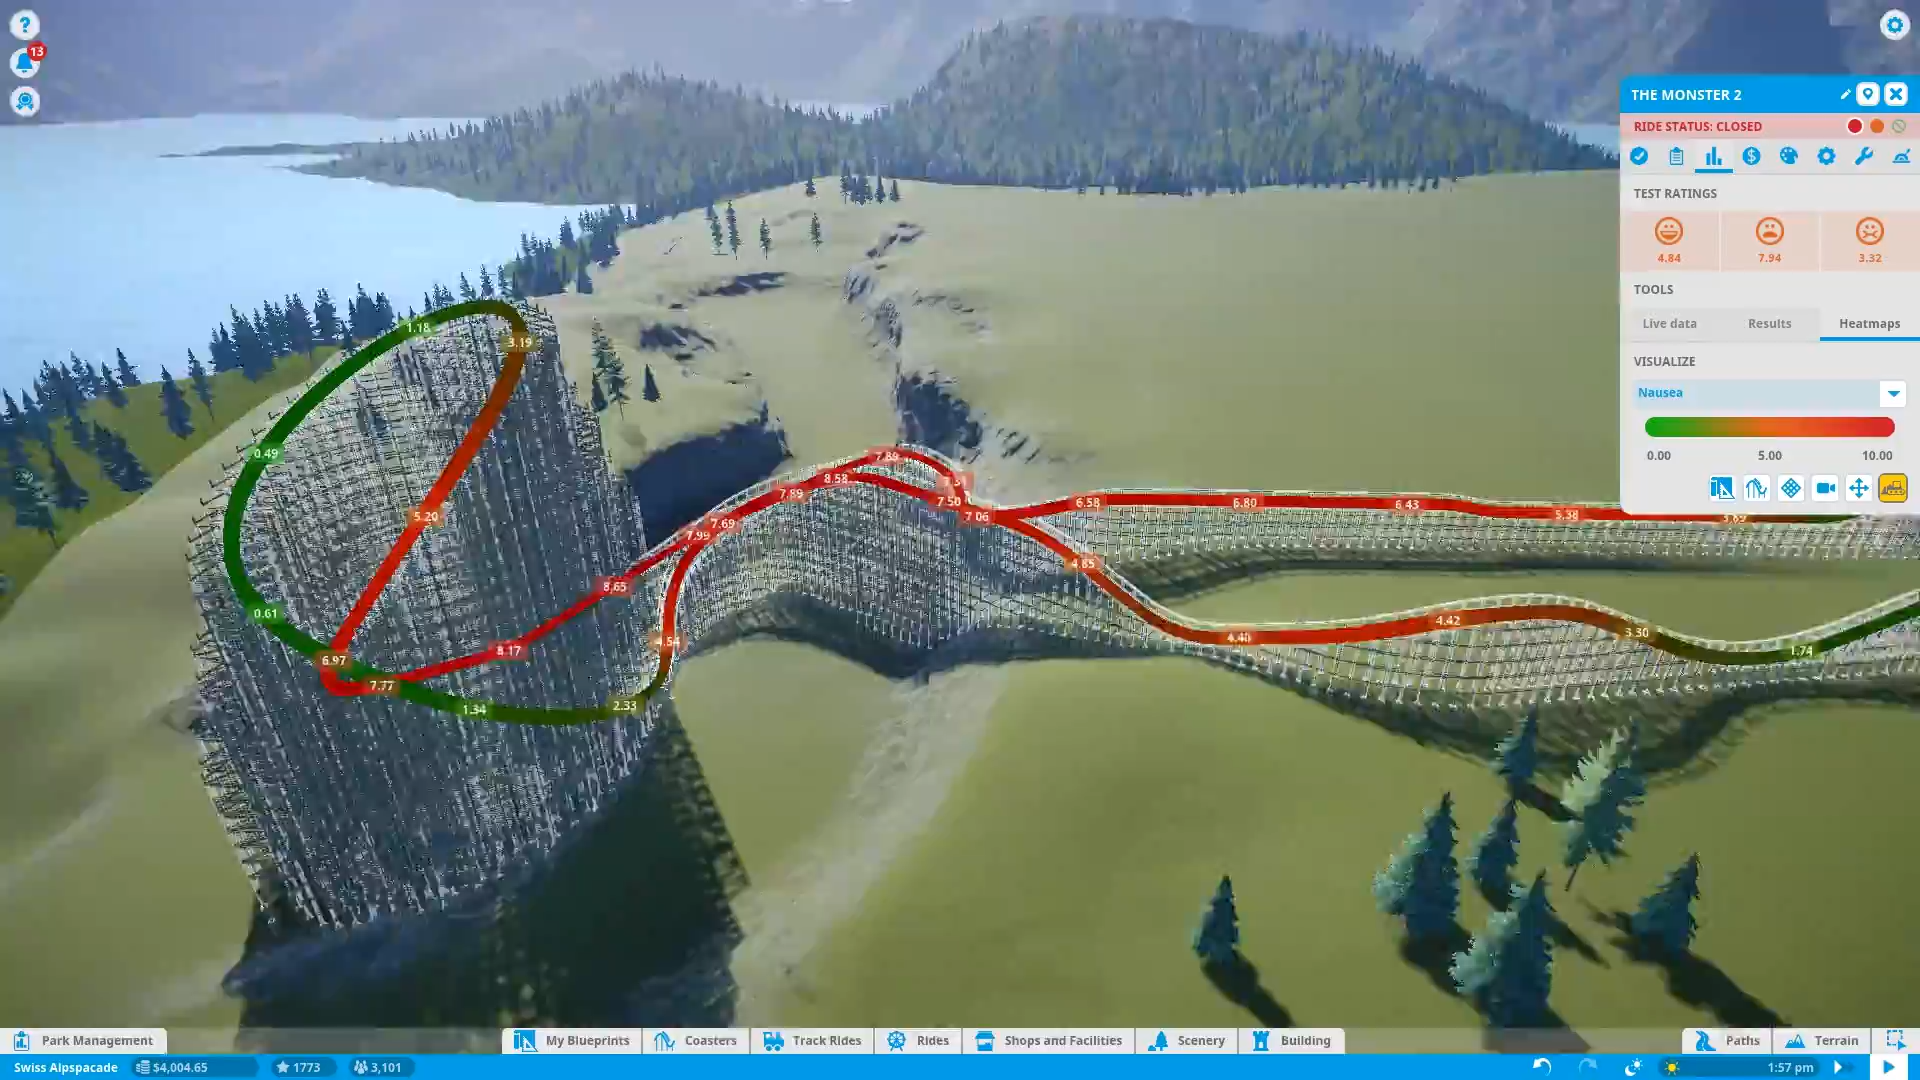 ?
13
THE MONSTER 2
RIDE STATUS: CLOSED
TEST RATINGS
4.84 7.94 3.32
TOOLS
Live data Results Heatmaps
VISUALIZE
Nausea
0.00 5.00 10.00
1.18
3.19
0.49
7.89
8.58
7.89
7.50
6.58
6.80
6.43
5.38
5.20
7.06
7.69
7.99
4.85
8.65
0.61
4.54
4.40
4.42
3.30
1.74
8.17
6.97
7.77
1.34
2.33
Park Management My Blueprints Coasters Track Rides Rides Shops and Facilities Scenery Building Paths Terrain
Swiss Alpspacade $4,004.65 1773 3,101 1:57 pm